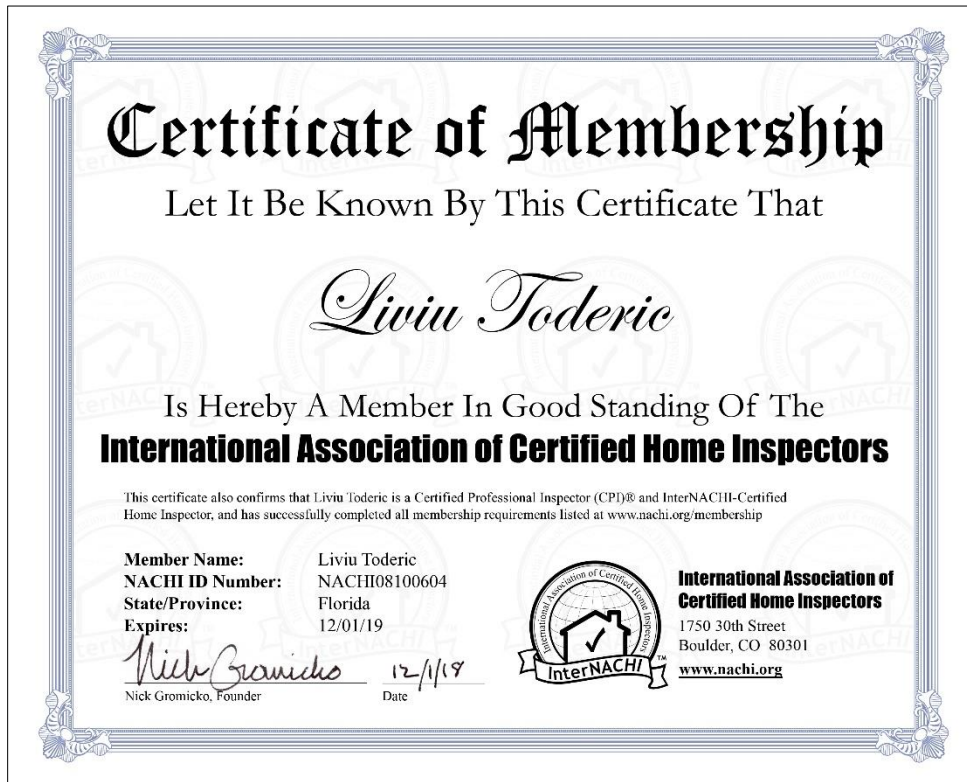 Certificate of Membership
Let It Be Known By This Certificate That
Liviu Toderic
Is Hereby A Member In Good Standing Of The
International Association of Certified Home Inspectors
This certificate also confirms that Liviu Toderic is a Certified Professional Inspector (CPI)® and InterNACHI-Certified
Home Inspector, and has successfully completed all membership requirements listed at www.nachi.org/membership
Member Name: Liviu Toderic
NACHI ID Number: NACHI08100604
State/Province: Florida
Expires: 12/01/19
Nick Gromicko 12/1/18
Nick Gromicko, Founder Date
International Association of Certified Home Inspectors
InterNACHI™
International Association of
Certified Home Inspectors
1750 30th Street
Boulder, CO 80301
www.nachi.org